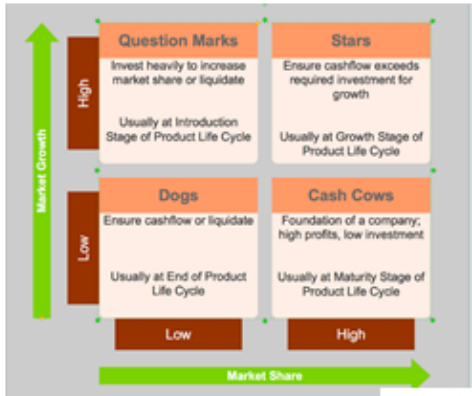 Question Marks
Invest heavily to increase
market share or liquidate
Usually at Introduction
Stage of Product Life Cycle
Stars
Ensure cashflow exceeds
required investment for
growth
Usually at Growth Stage of
Product Life Cycle
High
Market Growth
Dogs
Ensure cashflow or liquidate
Usually at End of Product
Life Cycle
Cash Cows
Foundation of a company;
high profits, low investment
Usually at Maturity Stage of
Product Life Cycle
Low
Low
High
Market Share